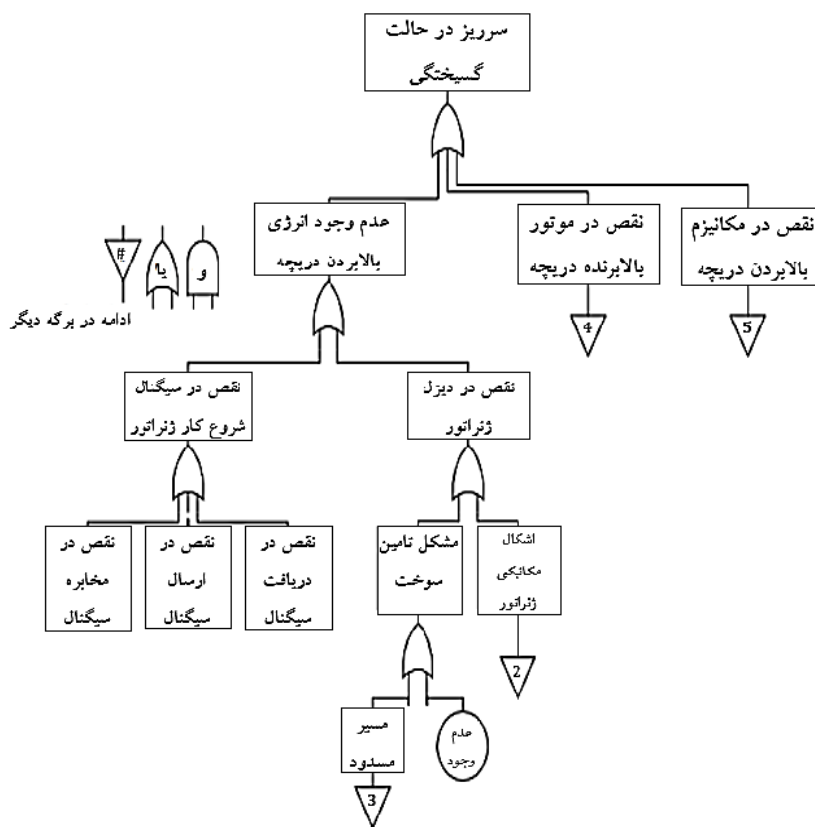 سرریز در حالت
گسیختگی
عدم وجود انرژی
بالابردن دریچه
نقص در موتور
بالابرنده دریچه
نقص در مکانیزم
بالابردن دریچه
#
یا
و
ادامه در برگه دیگر
4
5
نقص در سیگنال
شروع کار ژنراتور
نقص در دیزل
ژنراتور
نقص در
مخابره
سیگنال
نقص در
ارسال
سیگنال
نقص در
دریافت
سیگنال
مشکل تامین
سوخت
اشکال
مکانیکی
ژنراتور
2
مسیر
مسدود
عدم
وجود
3